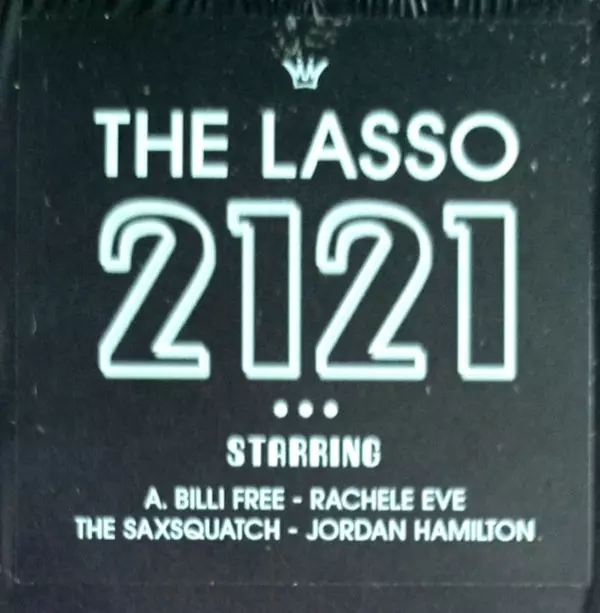 THE LASSO
2121
STARRING
A. BILLI FREE - RACHELE EVE
THE SAXSQUATCH - JORDAN HAMILTON